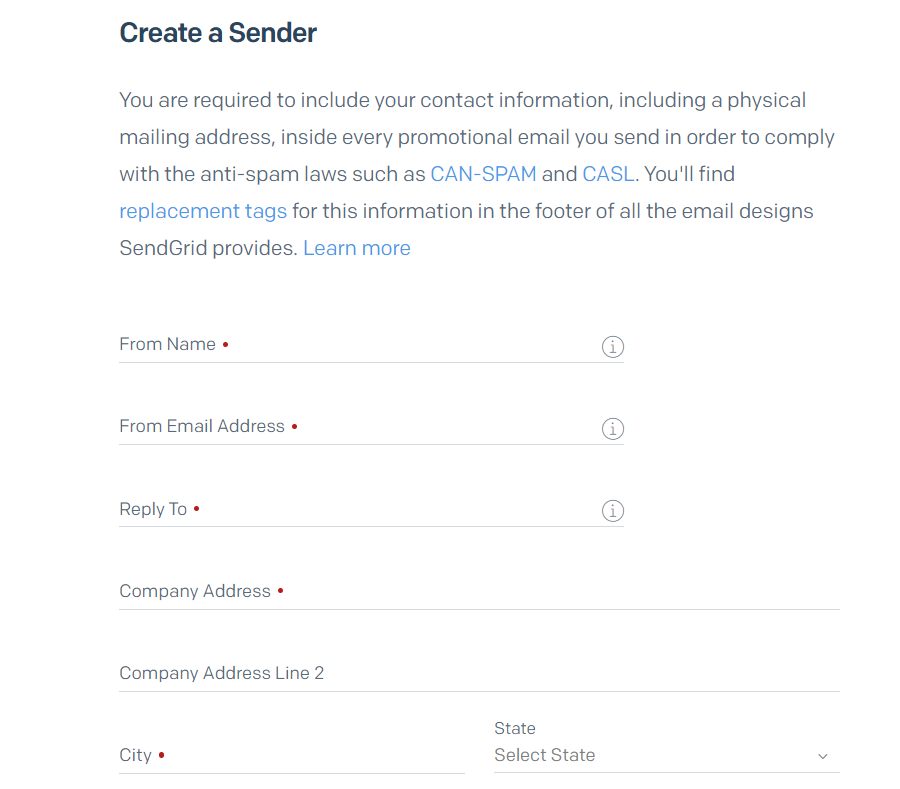 Create a Sender
You are required to include your contact information, including a physical
mailing address, inside every promotional email you send in order to comply
with the anti-spam laws such as CAN-SPAM and CASL. You'll find
replacement tags for this information in the footer of all the email designs
SendGrid provides. Learn more
From Name •
From Email Address •
Reply To •
Company Address •
Company Address Line 2
State
City •
Select State